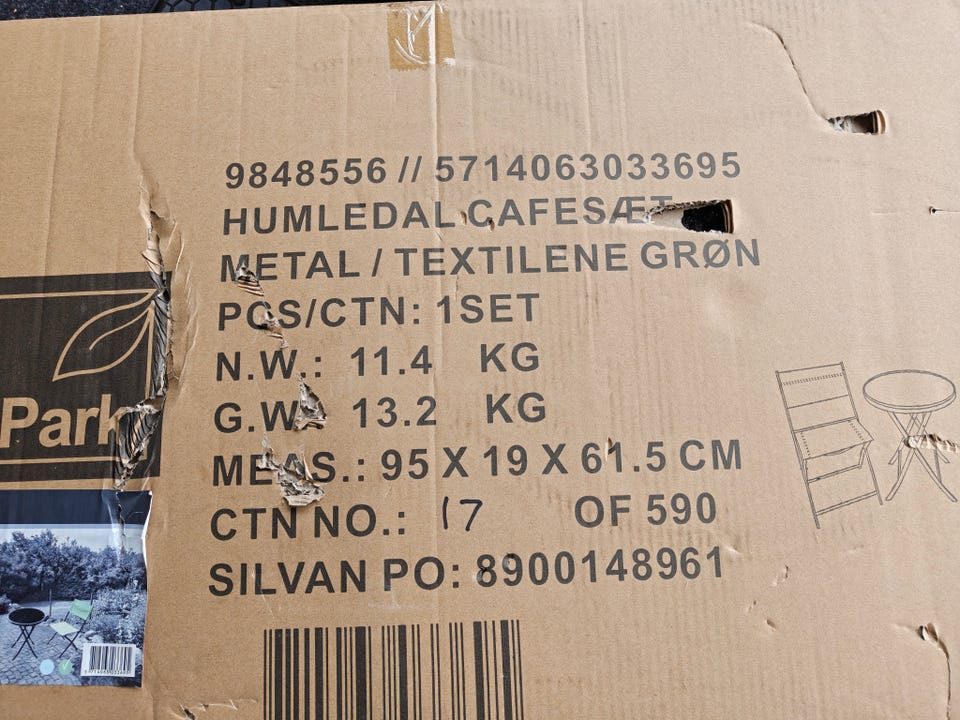 9848556 // 5714063033695
HUMLEDAL CAFESÆT
METAL / TEXTILENE GRØN
PCS/CTN: 1SET
N.W.: 11.4 KG
G.W.: 13.2 KG
MEAS.: 95 X 19 X 61.5 CM
CTN NO.: 17 OF 590
SILVAN PO: 8900148961
Park